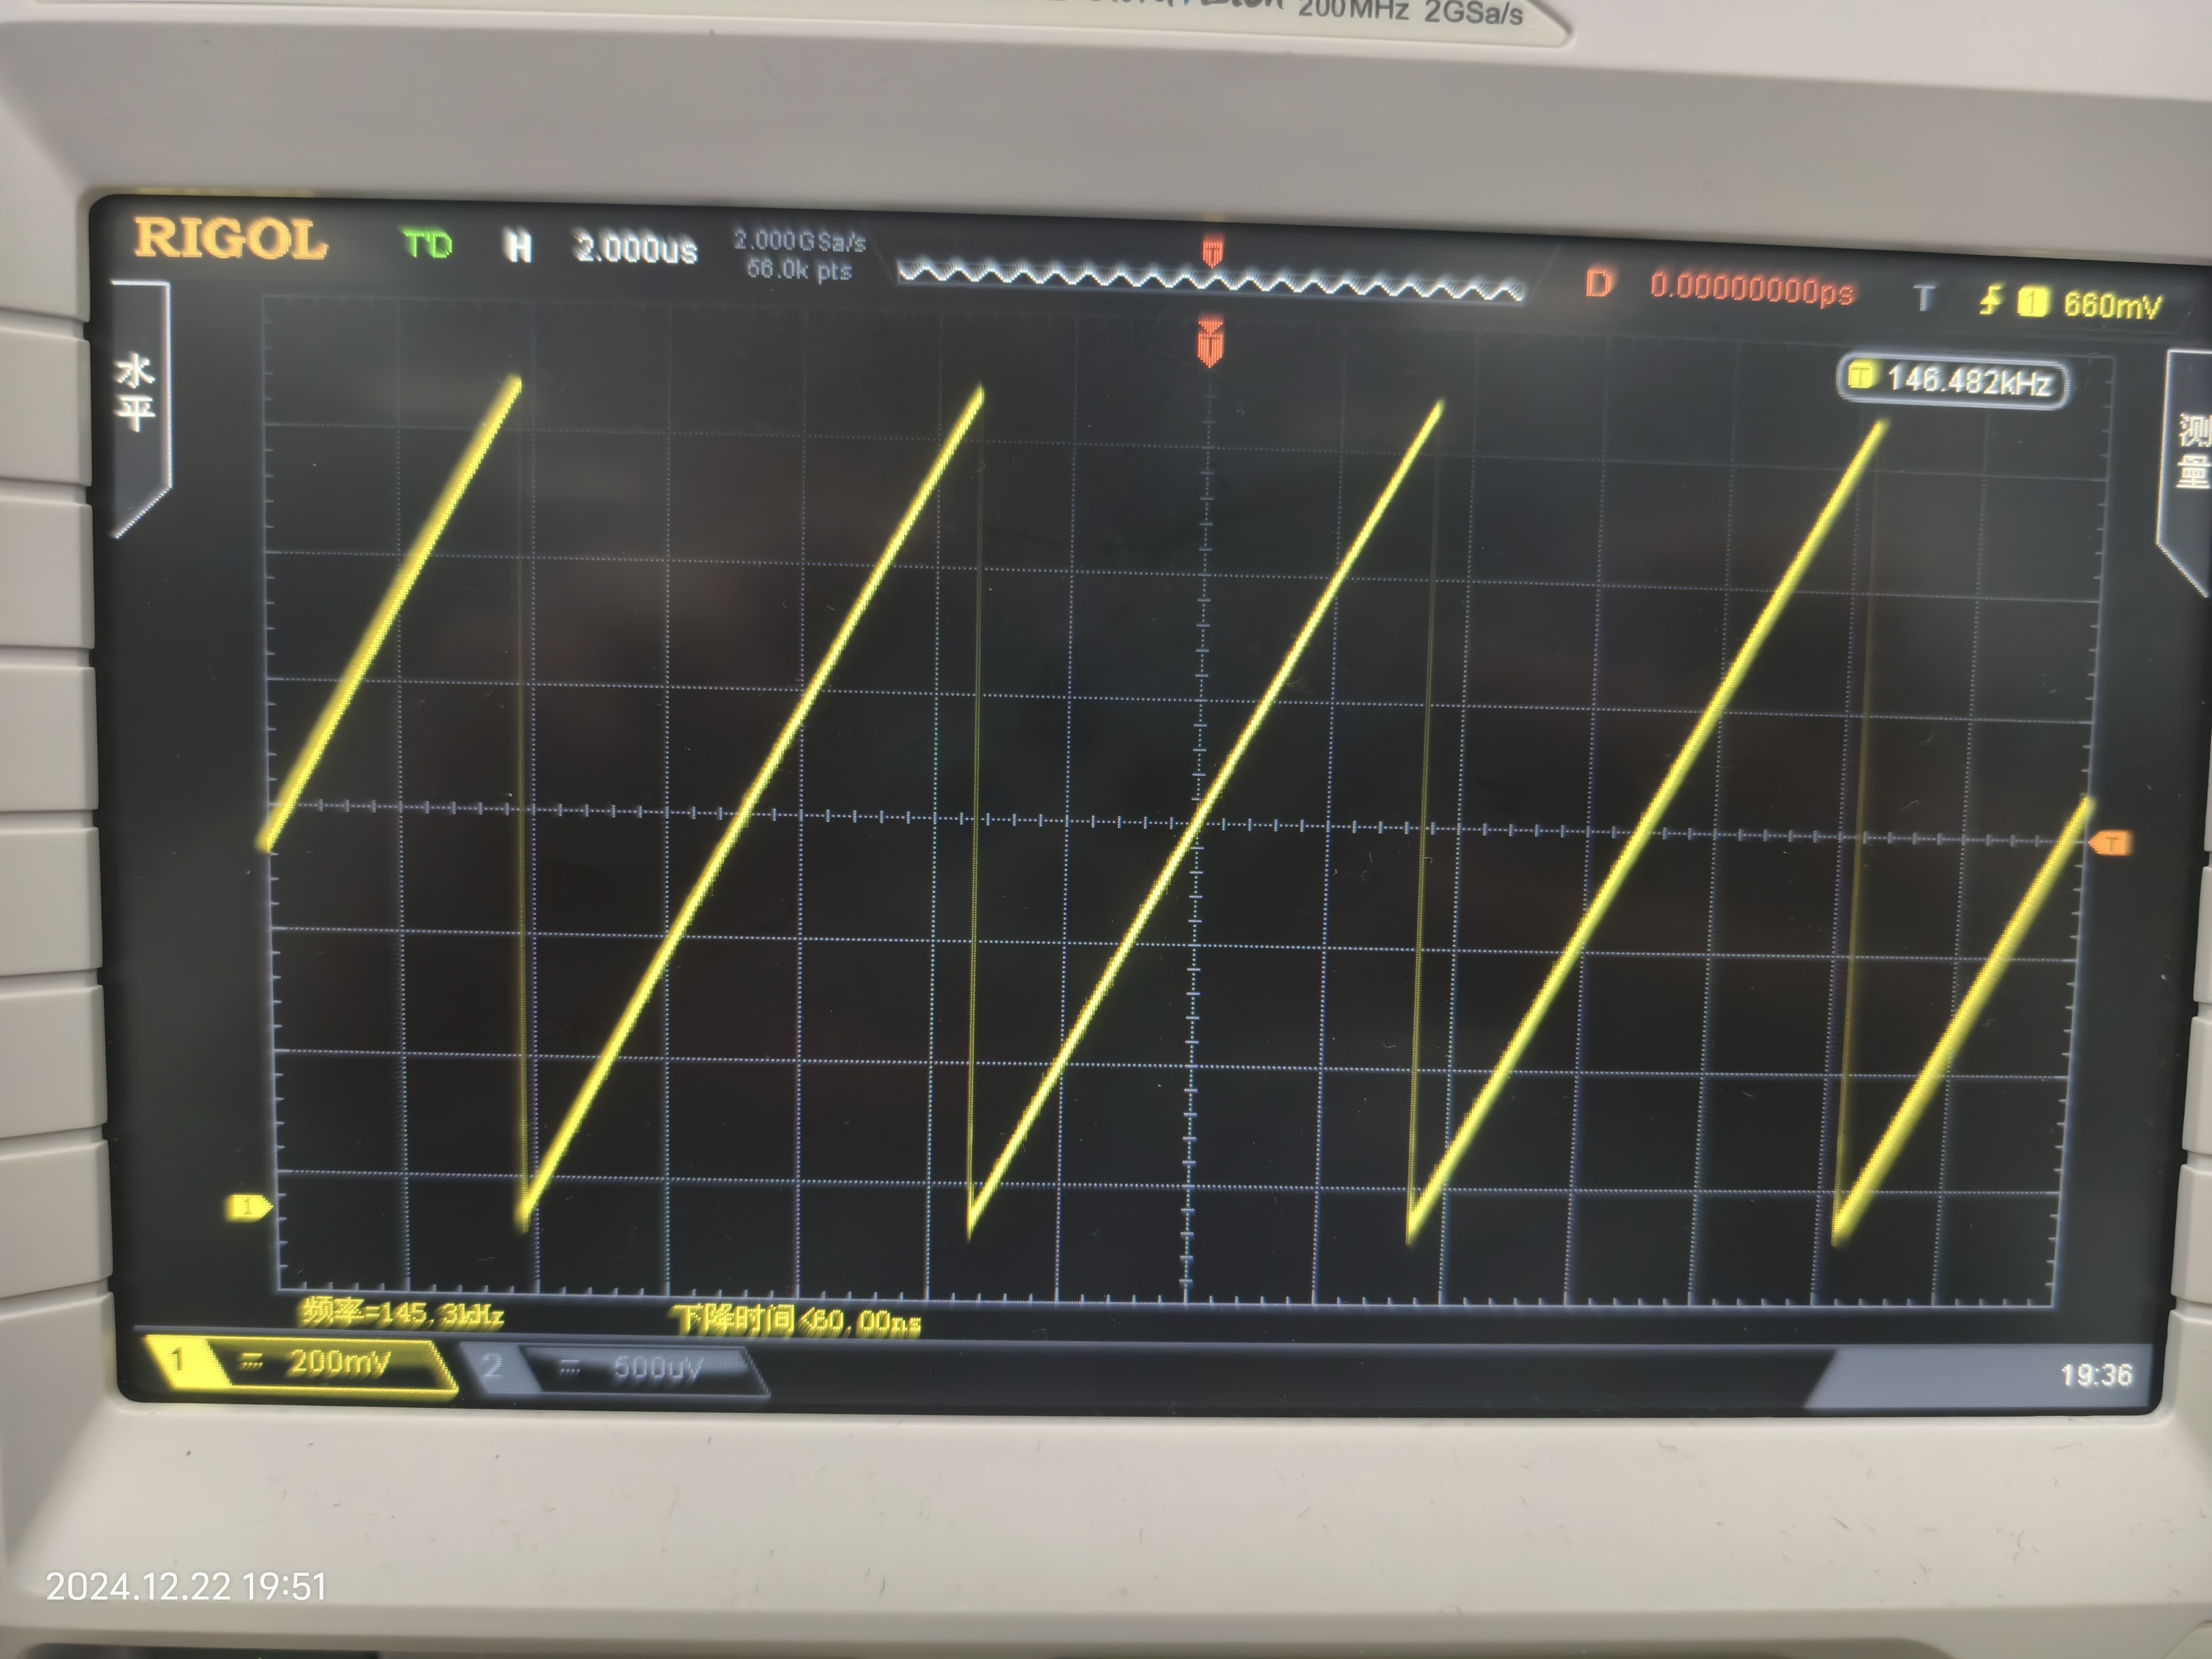 200MHz 2GSa/s
RIGOL T'D H 2.000us 2.000GSa/s 56.0k pts D 0.00000000ps T 1 660mV
T
水平
T 146.482kHz
测量
T
1
频率=145.3kHz 下降时间<60.00ns
1 200mV 2 500uV 19:36
2024.12.22 19:51